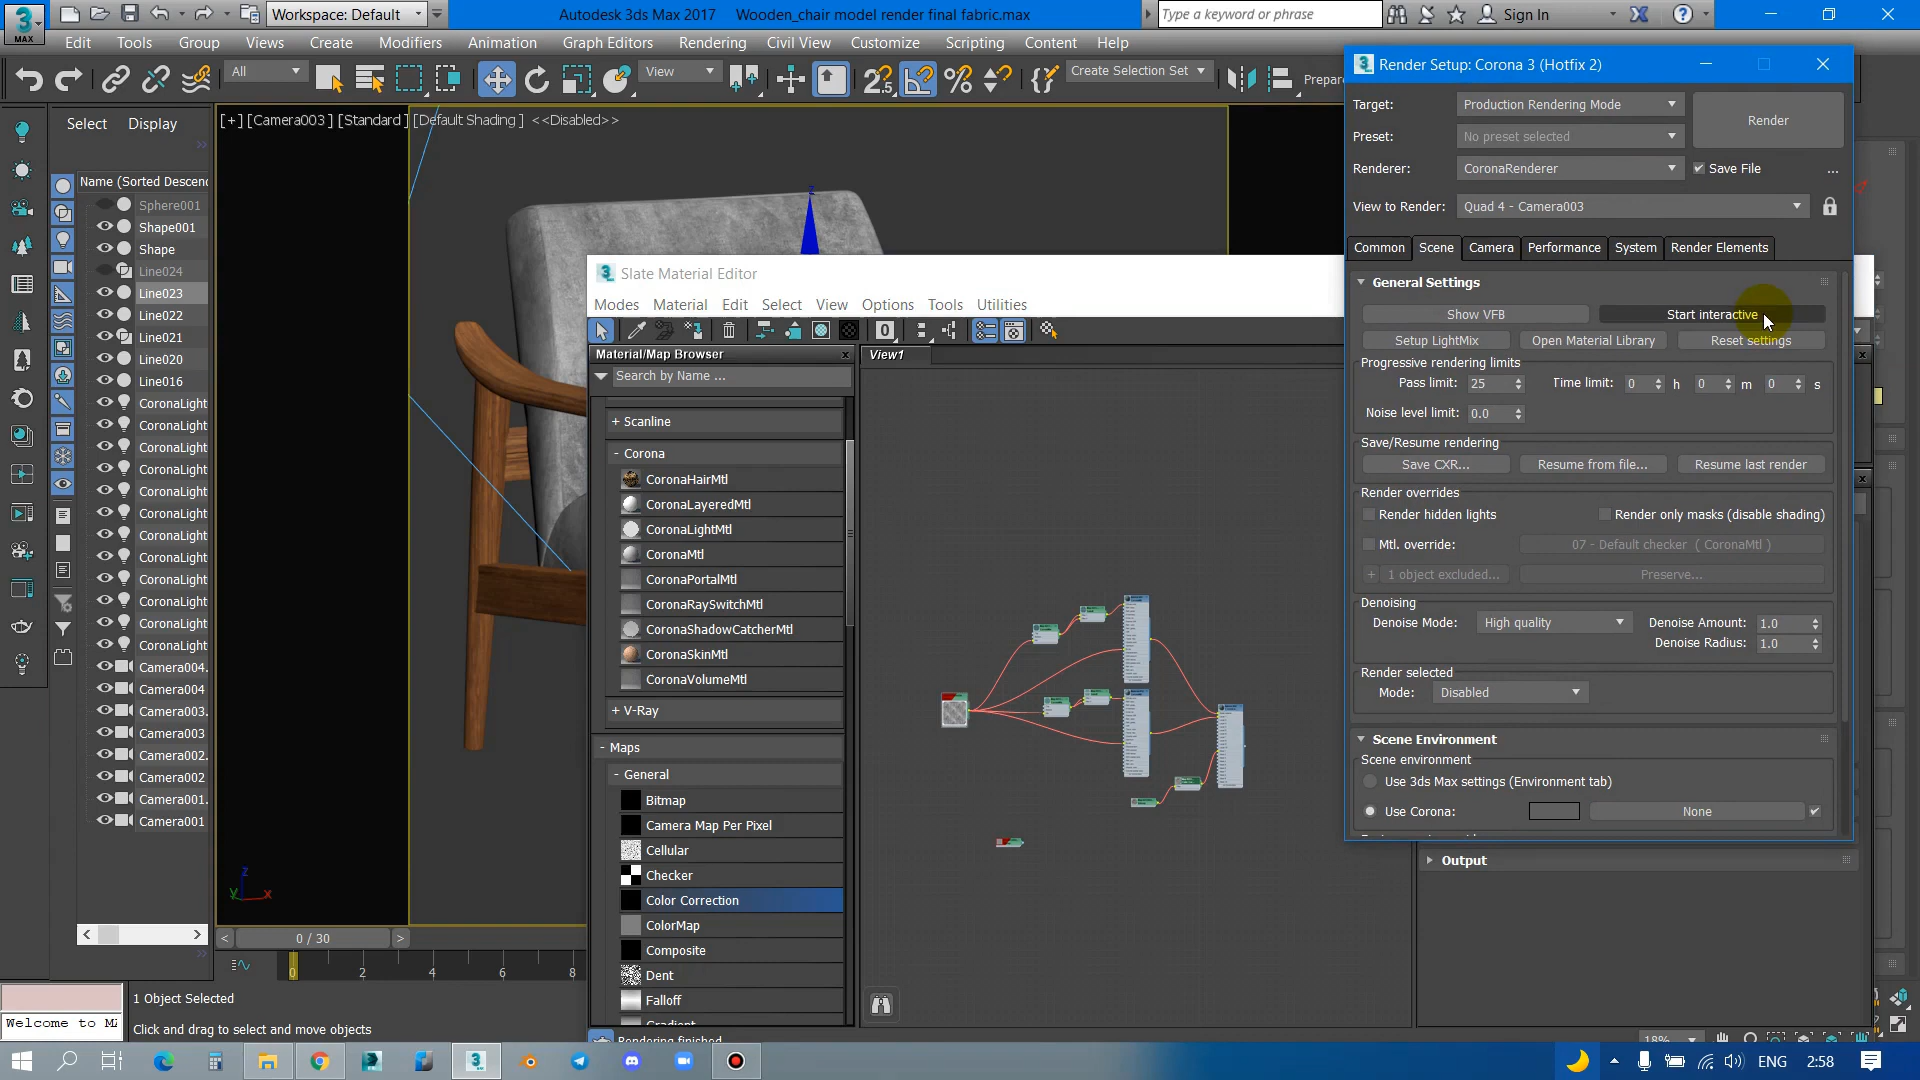 Workspace: Default
Autodesk 3ds Max 2017 Wooden_chair model render final fabric.max
Type a keyword or phrase
Sign In
MAX
Edit Tools Group Views Create Modifiers Animation Graph Editors Rendering Civil View Customize Scripting Content Help
All
View
Create Selection Set
Render Setup: Corona 3 (Hotfix 2)
Target: Production Rendering Mode
Render
Preset: No preset selected
Renderer: CoronaRenderer
Save File
...
View to Render: Quad 4 - Camera003
Common Scene Camera Performance System Render Elements
General Settings
Show VFB
Start interactive
Setup LightMix
Open Material Library
Reset settings
Progressive rendering limits
Pass limit: 25
Time limit: 0 h 0 m 0 s
Noise level limit: 0.0
Save/Resume rendering
Save CXR...
Resume from file...
Resume last render
Render overrides
Render hidden lights
Render only masks (disable shading)
Mtl. override:
07 - Default checker ( CoronaMtl )
+ 1 object excluded...
Preserve...
Denoising
Denoise Mode: High quality
Denoise Amount: 1.0
Denoise Radius: 1.0
Render selected
Mode: Disabled
Scene Environment
Scene environment
Use 3ds Max settings (Environment tab)
Use Corona:
None
Output
Select Display
[+] [Camera003 ] [Standard ] [Default Shading ] <<Disabled>>
Name (Sorted Descend
Sphere001
Shape001
Shape
Line024
Line023
Line022
Line021
Line020
Line016
CoronaLight
CoronaLight
CoronaLight
CoronaLight
CoronaLight
CoronaLight
CoronaLight
CoronaLight
CoronaLight
CoronaLight
CoronaLight
CoronaLight
Camera004.
Camera004
Camera003.
Camera003
Camera002.
Camera002
Camera001.
Camera001
Slate Material Editor
Modes Material Edit Select View Options Tools Utilities
Material/Map Browser
View1
Search by Name ...
+ Scanline
- Corona
CoronaHairMtl
CoronaLayeredMtl
CoronaLightMtl
CoronaMtl
CoronaPortalMtl
CoronaRaySwitchMtl
CoronaShadowCatcherMtl
CoronaSkinMtl
CoronaVolumeMtl
+ V-Ray
- Maps
- General
Bitmap
Camera Map Per Pixel
Cellular
Checker
Color Correction
ColorMap
Composite
Dent
Falloff
Gradient
Rendering finished
18%
z
z
y
x
< 0 / 30 >
0 2 4 6 8
1 Object Selected
Welcome to M
Click and drag to select and move objects
ENG
2:58